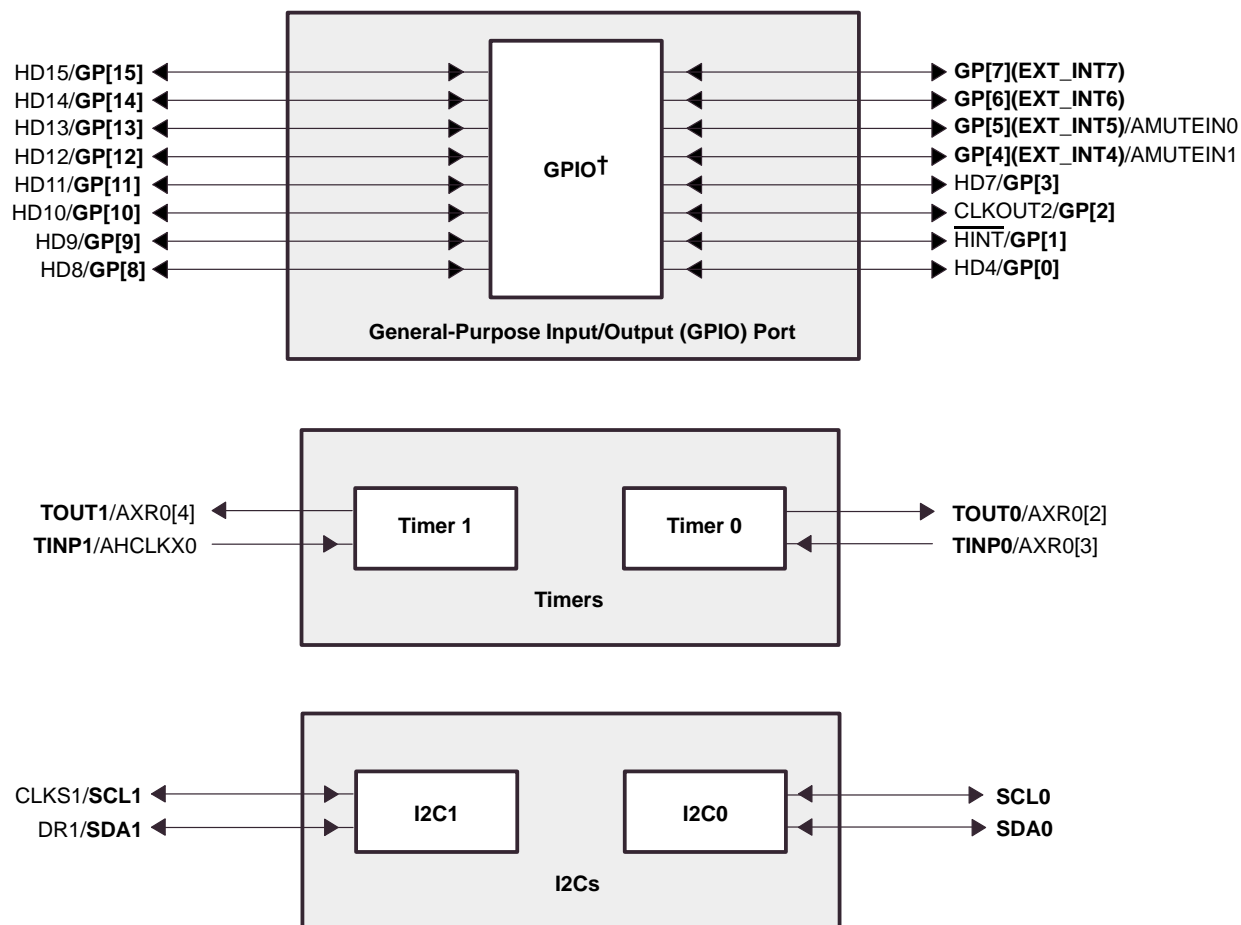 HD15/GP[15]
HD14/GP[14]
HD13/GP[13]
HD12/GP[12]
HD11/GP[11]
HD10/GP[10]
HD9/GP[9]
HD8/GP[8]
GPIO†
GP[7](EXT_INT7)
GP[6](EXT_INT6)
GP[5](EXT_INT5)/AMUTEIN0
GP[4](EXT_INT4)/AMUTEIN1
HD7/GP[3]
CLKOUT2/GP[2]
HINT/GP[1]
HD4/GP[0]
General-Purpose Input/Output (GPIO) Port
TOUT1/AXR0[4]
TINP1/AHCLKX0
Timer 1
Timer 0
TOUT0/AXR0[2]
TINP0/AXR0[3]
Timers
CLKS1/SCL1
DR1/SDA1
I2C1
I2C0
SCL0
SDA0
I2Cs